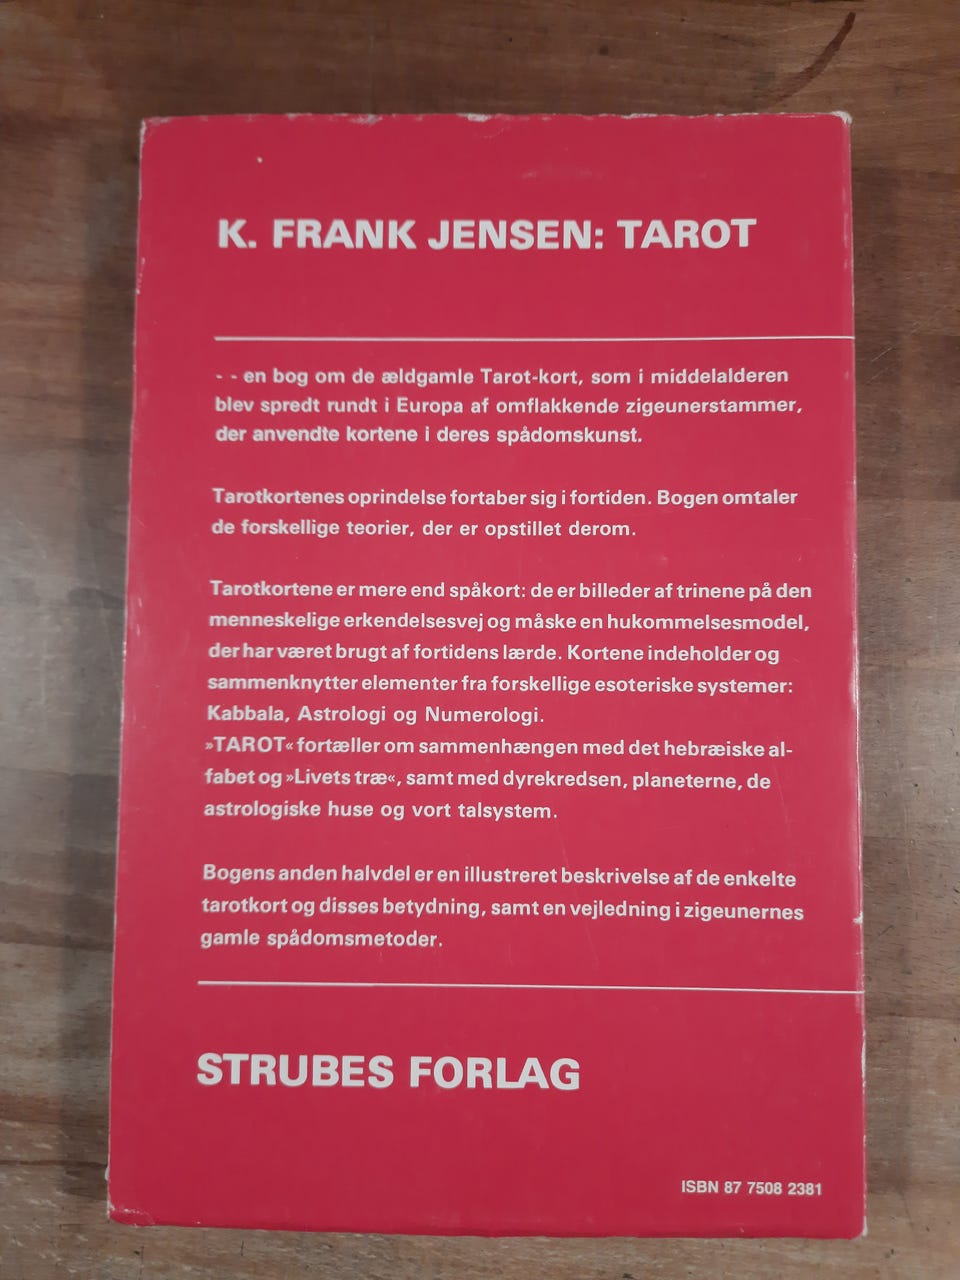 K. FRANK JENSEN: TAROT
- - en bog om de ældgamle Tarot-kort, som i middelalderen
blev spredt rundt i Europa af omflakkende zigeunerstammer,
der anvendte kortene i deres spådomskunst.
Tarotkortenes oprindelse fortaber sig i fortiden. Bogen omtaler
de forskellige teorier, der er opstillet derom.
Tarotkortene er mere end spåkort: de er billeder af trinene på den
menneskelige erkendelsesvej og måske en hukommelsesmodel,
der har været brugt af fortidens lærde. Kortene indeholder og
sammenknytter elementer fra forskellige esoteriske systemer:
Kabbala, Astrologi og Numerologi.
»TAROT« fortæller om sammenhængen med det hebræiske al-
fabet og »Livets træ«, samt med dyrekredsen, planeterne, de
astrologiske huse og vort talsystem.
Bogens anden halvdel er en illustreret beskrivelse af de enkelte
tarotkort og disses betydning, samt en vejledning i zigeunernes
gamle spådomsmetoder.
STRUBES FORLAG
ISBN 87 7508 2381